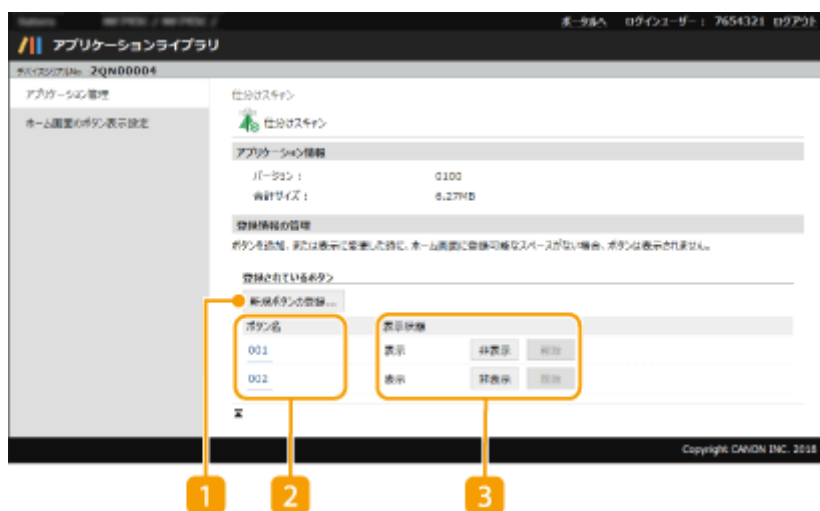 ポータルへ ログインユーザー： 7654321 ログアウト
アプリケーションライブラリ
デバイスシリアルNo. 2QN00004
アプリケーション管理
ホーム画面のボタン表示設定
仕分けスキャン
仕分けスキャン
アプリケーション情報
バージョン： 0100
合計サイズ： 6.27MB
登録情報の管理
ボタンを追加、または表示に変更した時に、ホーム画面に登録可能なスペースがない場合、ボタンは表示されません。
登録されているボタン
新規ボタンの登録...
ボタン名 表示状態
001 表示 非表示 削除
002 表示 非表示 削除
Copyright CANON INC. 2018
1 2 3